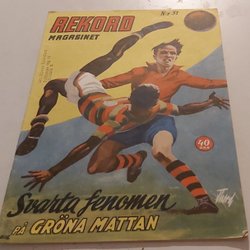 REKORD
MAGASINET
Nr 31
40
ÖRE
Svarta fenomen
PÅ GRÖNA MATTAN